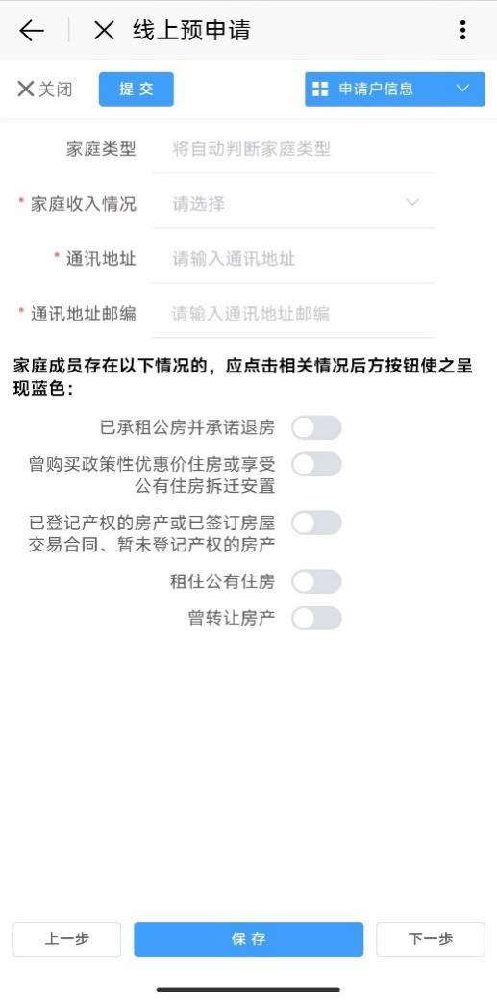 线上预申请
关闭
提交
申请户信息
家庭类型 将自动判断家庭类型
* 家庭收入情况 请选择
* 通讯地址 请输入通讯地址
* 通讯地址邮编 请输入通讯地址邮编
家庭成员存在以下情况的，应点击相关情况后方按钮使之呈
现蓝色：
已承租公房并承诺退房
曾购买政策性优惠价住房或享受
公有住房拆迁安置
已登记产权的房产或已签订房屋
交易合同、暂未登记产权的房产
租住公有住房
曾转让房产
上一步
保存
下一步